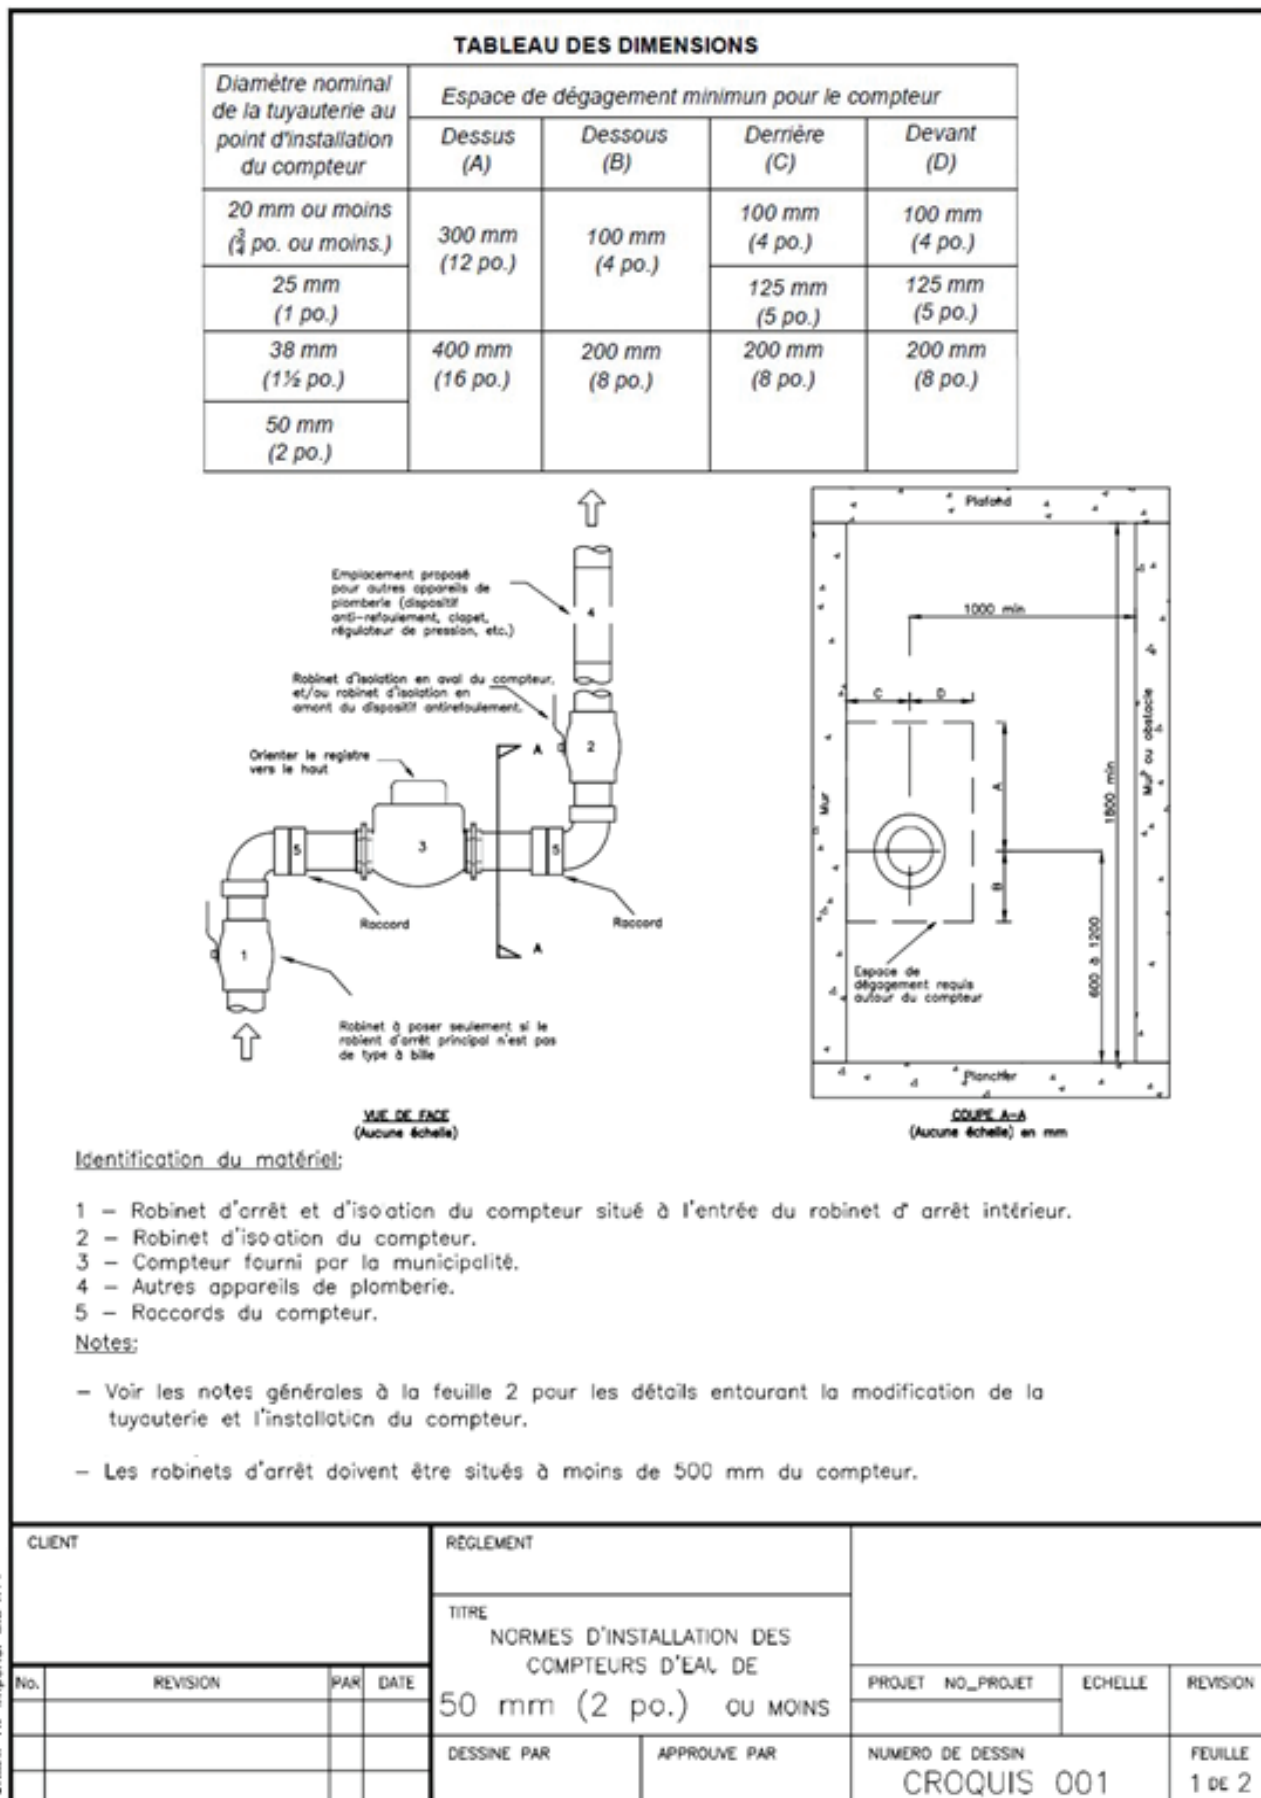 TABLEAU DES DIMENSIONS
Diamètre nominal
de la tuyauterie au
point d'installation
du compteur
Espace de dégagement minimun pour le compteur
Dessus
(A)
Dessous
(B)
Derrière
(C)
Devant
(D)
20 mm ou moins
(¾ po. ou moins.)
300 mm
(12 po.)
100 mm
(4 po.)
100 mm
(4 po.)
100 mm
(4 po.)
25 mm
(1 po.)
125 mm
(5 po.)
125 mm
(5 po.)
38 mm
(1½ po.)
400 mm
(16 po.)
200 mm
(8 po.)
200 mm
(8 po.)
200 mm
(8 po.)
50 mm
(2 po.)
Emplacement proposé
pour autres appareils de
plomberie (dispositif
anti-refoulement, clapet,
régulateur de pression, etc.)
4
Robinet d'isolation en aval du compteur,
et/ou robinet d'isolation en
amont du dispositif antirefoulement.
2
Orienter le registre
vers le haut
A
5
3
5
Raccord
Raccord
A
1
Robinet à poser seulement si le
robient d'arrêt principal n'est pas
de type à bille
VUE DE FACE
(Aucune échelle)
Plafond
1000 min
C
D
A
B
Mur
Mur ou obstacle
1800 min
600 à 1200
Espace de
dégagement requis
autour du compteur
Plancher
COUPE A-A
(Aucune échelle) en mm
Identification du matériel:
1 - Robinet d'arrêt et d'isolation du compteur situé à l'entrée du robinet d' arrêt intérieur.
2 - Robinet d'isolation du compteur.
3 - Compteur fourni par la municipalité.
4 - Autres appareils de plomberie.
5 - Raccords du compteur.
Notes:
- Voir les notes générales à la feuille 2 pour les détails entourant la modification de la
tuyauterie et l'installation du compteur.
- Les robinets d'arrêt doivent être situés à moins de 500 mm du compteur.
CLIENT
RÈGLEMENT
TITRE
NORMES D'INSTALLATION DES
COMPTEURS D'EAU DE
50 mm (2 po.) OU MOINS
No.
REVISION
PAR
DATE
PROJET NO_PROJET
ECHELLE
REVISION
DESSINE PAR
APPROUVE PAR
NUMERO DE DESSIN
CROQUIS 001
FEUILLE
1 DE 2